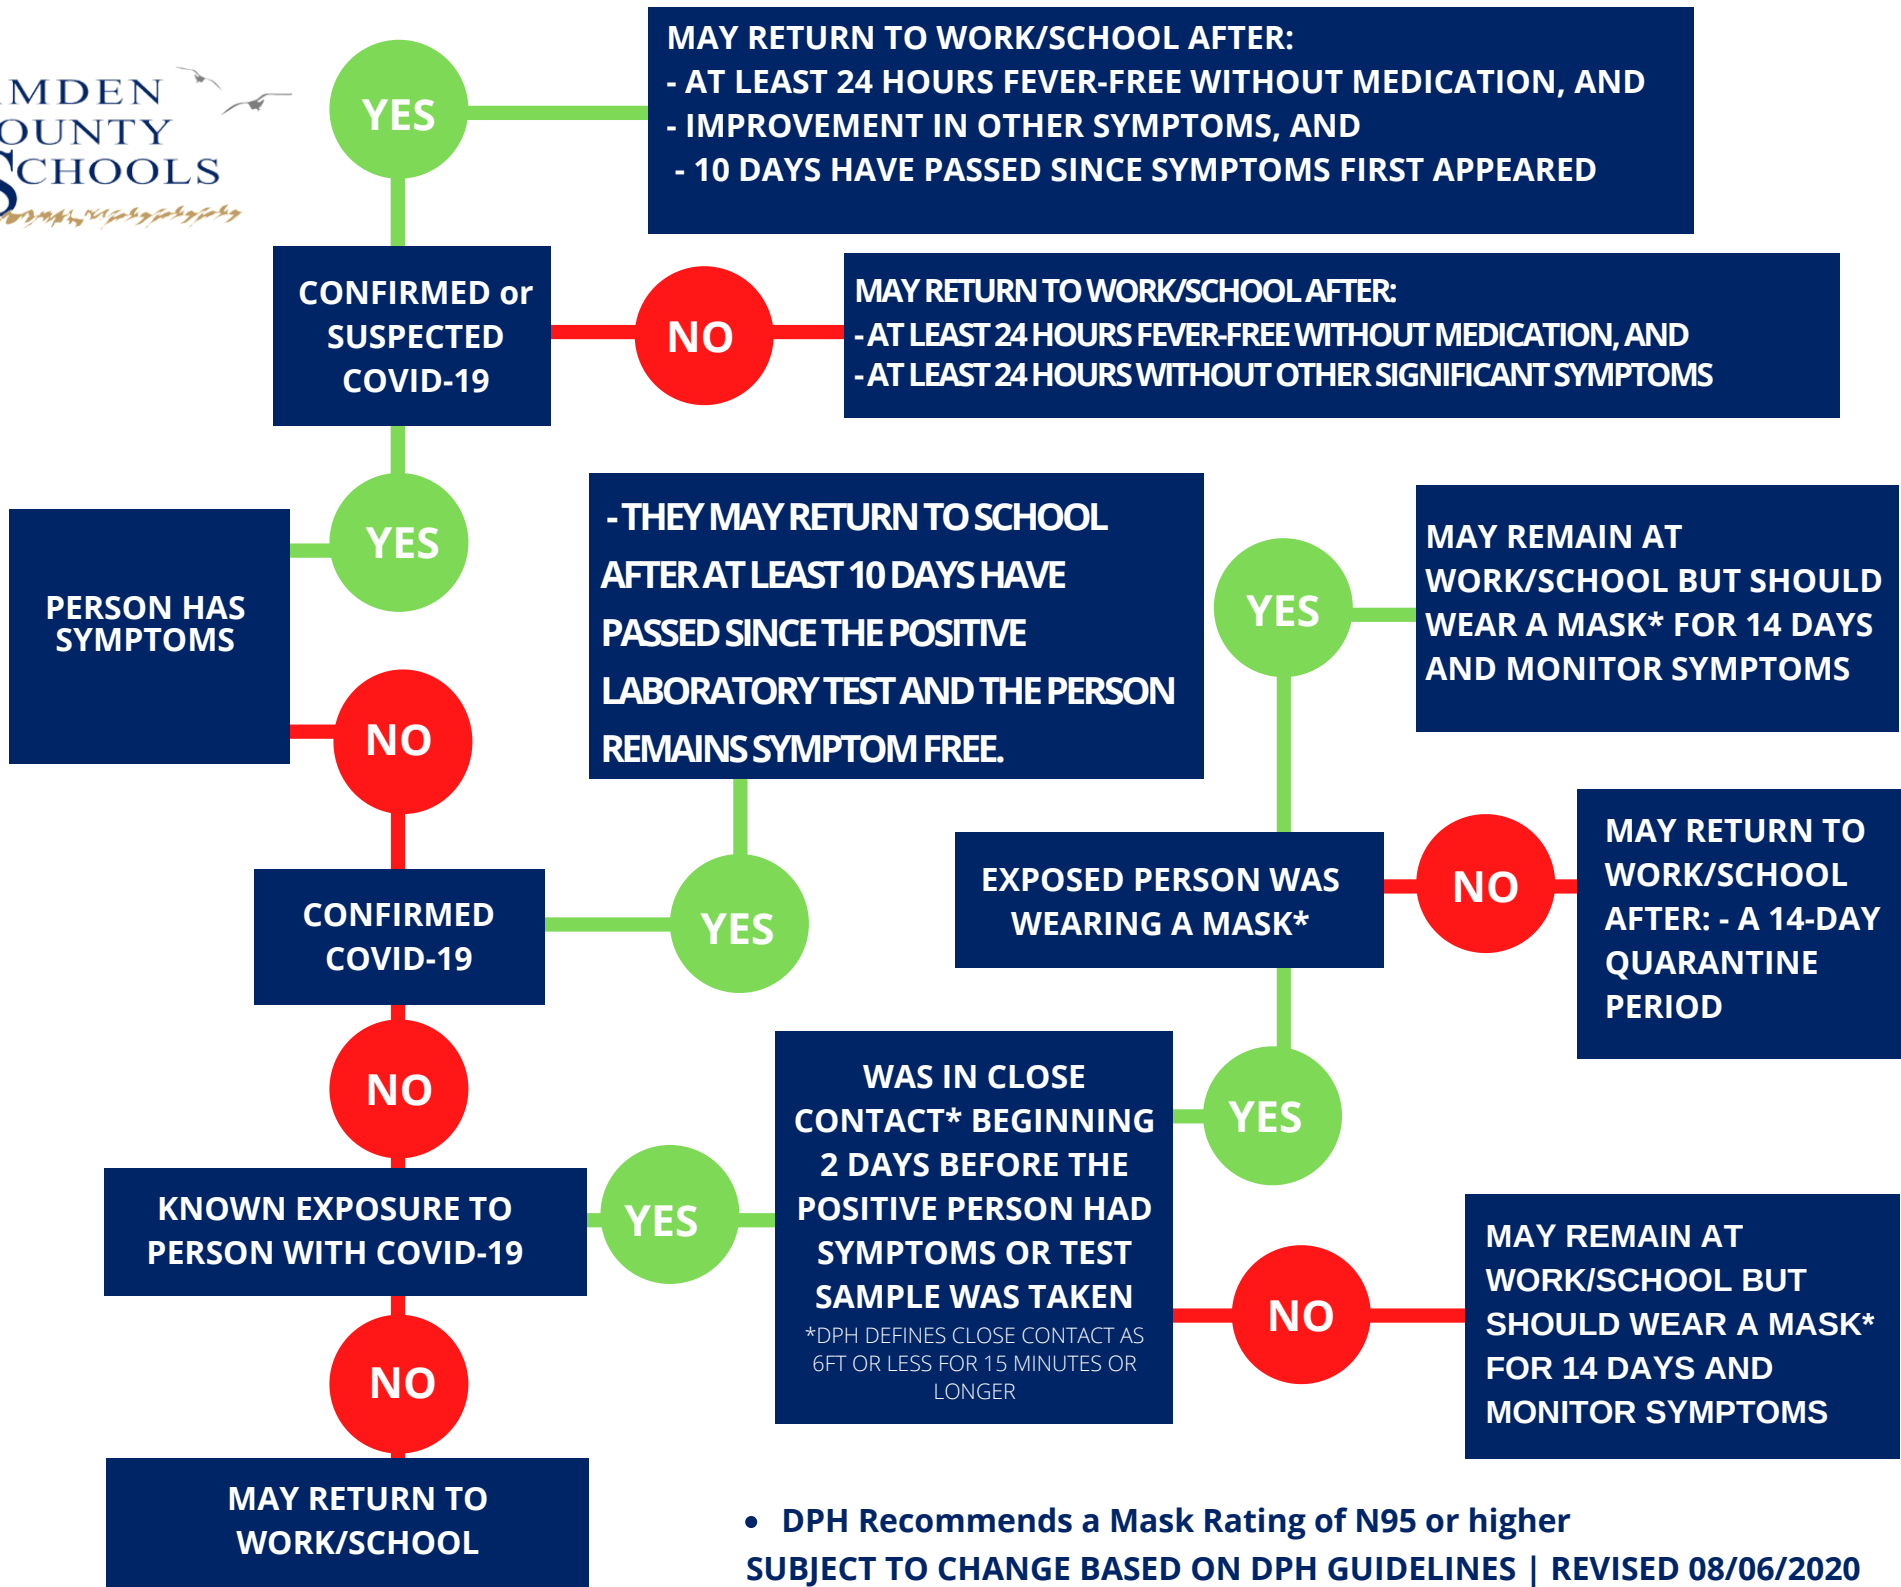 AMDEN
OUNTY
SCHOOLS
YES
MAY RETURN TO WORK/SCHOOL AFTER:
- AT LEAST 24 HOURS FEVER-FREE WITHOUT MEDICATION, AND
- IMPROVEMENT IN OTHER SYMPTOMS, AND
- 10 DAYS HAVE PASSED SINCE SYMPTOMS FIRST APPEARED
CONFIRMED or
SUSPECTED
COVID-19
NO
MAY RETURN TO WORK/SCHOOL AFTER:
- AT LEAST 24 HOURS FEVER-FREE WITHOUT MEDICATION, AND
- AT LEAST 24 HOURS WITHOUT OTHER SIGNIFICANT SYMPTOMS
YES
PERSON HAS
SYMPTOMS
NO
- THEY MAY RETURN TO SCHOOL
AFTER AT LEAST 10 DAYS HAVE
PASSED SINCE THE POSITIVE
LABORATORY TEST AND THE PERSON
REMAINS SYMPTOM FREE.
YES
MAY REMAIN AT
WORK/SCHOOL BUT SHOULD
WEAR A MASK* FOR 14 DAYS
AND MONITOR SYMPTOMS
CONFIRMED
COVID-19
YES
EXPOSED PERSON WAS
WEARING A MASK*
NO
MAY RETURN TO
WORK/SCHOOL
AFTER: - A 14-DAY
QUARANTINE
PERIOD
NO
KNOWN EXPOSURE TO
PERSON WITH COVID-19
YES
WAS IN CLOSE
CONTACT* BEGINNING
2 DAYS BEFORE THE
POSITIVE PERSON HAD
SYMPTOMS OR TEST
SAMPLE WAS TAKEN
*DPH DEFINES CLOSE CONTACT AS
6FT OR LESS FOR 15 MINUTES OR
LONGER
YES
NO
MAY REMAIN AT
WORK/SCHOOL BUT
SHOULD WEAR A MASK*
FOR 14 DAYS AND
MONITOR SYMPTOMS
NO
MAY RETURN TO
WORK/SCHOOL
• DPH Recommends a Mask Rating of N95 or higher
SUBJECT TO CHANGE BASED ON DPH GUIDELINES | REVISED 08/06/2020